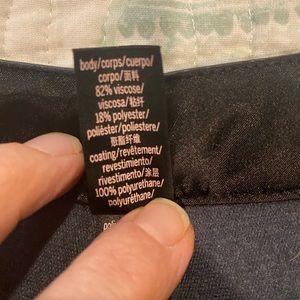 body/corps/cuerpo/
corpo/面料
82% viscose/
viscosa/粘纤
18% polyester/
poliéster/poliestere/
聚酯纤维
coating/revêtement/
revestimiento/
rivestimento/涂层
100% polyurethane/
polyuréthane/